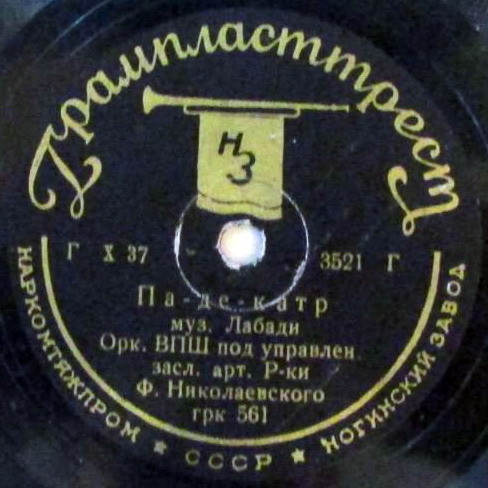 Грампласттрест
НЗ
Г Х 37 - 3521 Г
Па-де-катр
муз. Лабади
Орк. ВПШ под управлен.
засл. арт. Р-ки
Ф. Николаевского
грк 561
НАРКОМТЯЖПРОМ ★ СССР ★ НОГИНСКИЙ ЗАВОД